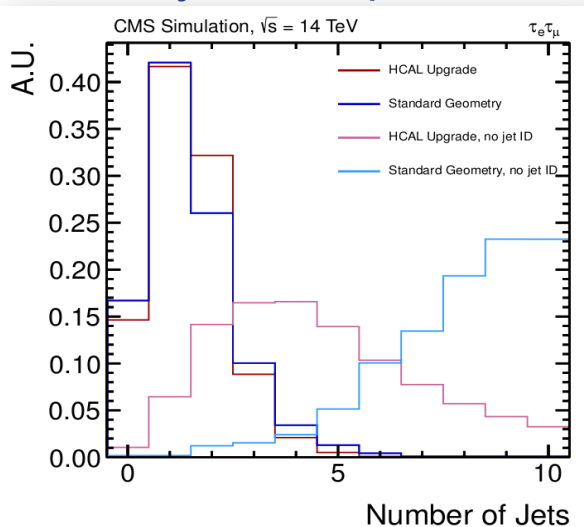 CMS Simulation, √s = 14 TeV
τeτμ
A.U.
HCAL Upgrade
Standard Geometry
HCAL Upgrade, no jet ID
Standard Geometry, no jet ID
0.40
0.35
0.30
0.25
0.20
0.15
0.10
0.05
0.00
0 5 10
Number of Jets